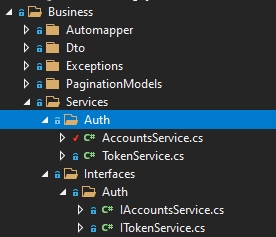 Business
Automapper
Dto
Exceptions
PaginationModels
Services
Auth
C# AccountsService.cs
C# TokenService.cs
Interfaces
Auth
C# IAccountsService.cs
C# ITokenService.cs